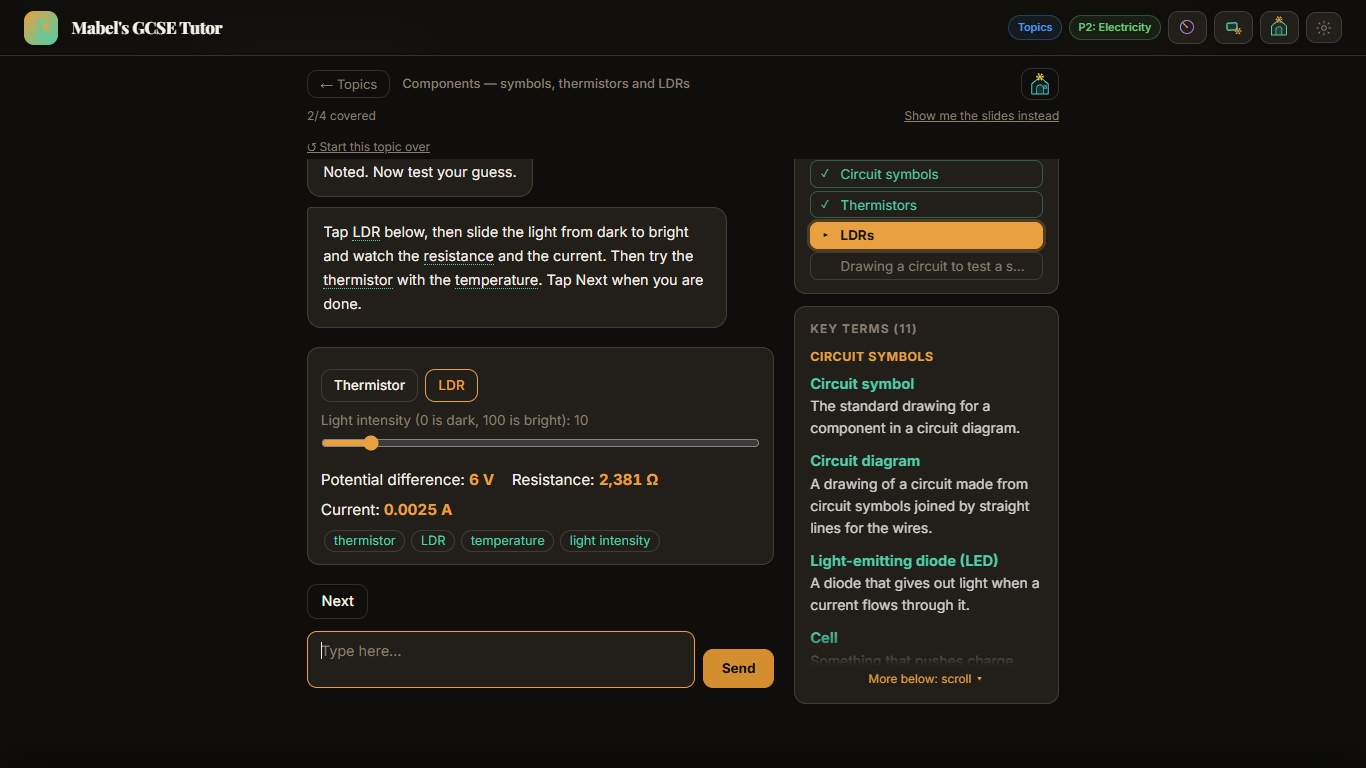 Mabel's GCSE Tutor
Topics
P2: Electricity
← Topics
Components — symbols, thermistors and LDRs
2/4 covered
Show me the slides instead
↺ Start this topic over
Noted. Now test your guess.
Tap LDR below, then slide the light from dark to bright
and watch the resistance and the current. Then try the
thermistor with the temperature. Tap Next when you are
done.
Thermistor
LDR
Light intensity (0 is dark, 100 is bright): 10
Potential difference: 6 V Resistance: 2,381 Ω
Current: 0.0025 A
thermistor
LDR
temperature
light intensity
Next
Type here...
Send
✓ Circuit symbols
✓ Thermistors
▸ LDRs
Drawing a circuit to test a s...
KEY TERMS (11)
CIRCUIT SYMBOLS
Circuit symbol
The standard drawing for a
component in a circuit diagram.
Circuit diagram
A drawing of a circuit made from
circuit symbols joined by straight
lines for the wires.
Light-emitting diode (LED)
A diode that gives out light when a
current flows through it.
Cell
Something that pushes charge
More below: scroll ▾